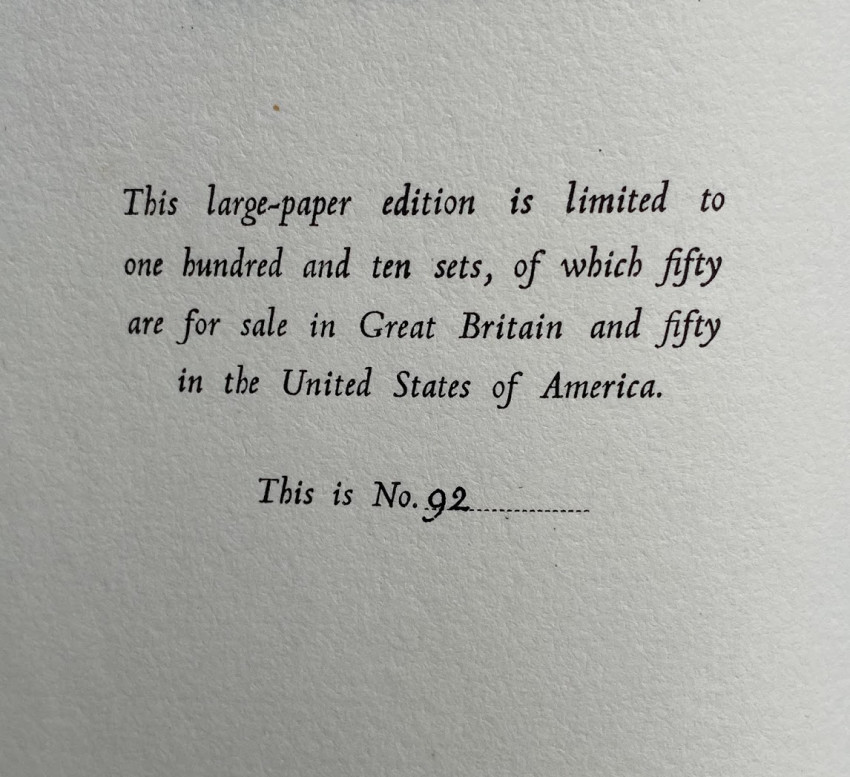 This large-paper edition is limited to
one hundred and ten sets, of which fifty
are for sale in Great Britain and fifty
in the United States of America.
This is No. 92